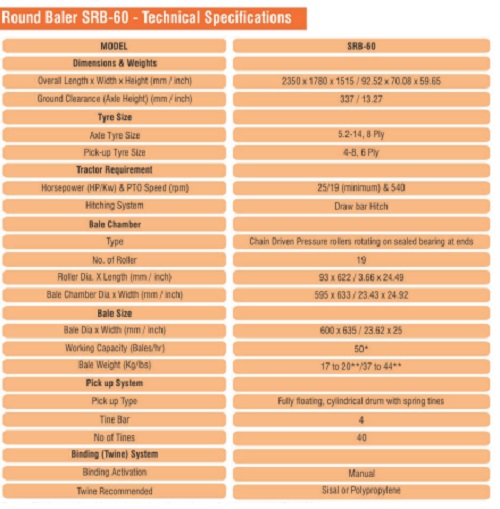 Round Baler SRB-60 - Technical Specifications
MODEL SRB-60
Dimensions & Weights
Overall Length x Width x Height (mm / inch) 2350 x 1780 x 1515 / 92.52 x 70.08 x 59.65
Ground Clearance (Axle Height) (mm / inch) 337 / 13.27
Tyre Size
Axle Tyre Size 5.2-14, 8 Ply
Pick-up Tyre Size 4-8, 6 Ply
Tractor Requirement
Horsepower (HP/Kw) & PTO Speed (rpm) 25/19 (minimum) & 540
Hitching System Draw bar Hitch
Bale Chamber
Type Chain Driven Pressure rollers rotating on sealed bearing at ends
No. of Roller 19
Roller Dia. X Length (mm / inch) 93 x 622 / 3.66 x 24.49
Bale Chamber Dia x Width (mm / inch) 595 x 633 / 23.43 x 24.92
Bale Size
Bale Dia x Width (mm / inch) 600 x 635 / 23.62 x 25
Working Capacity (Bales/hr) 50*
Bale Weight (Kg/lbs) 17 to 20**/37 to 44**
Pick up System
Pick up Type Fully floating, cylindrical drum with spring tines
Tine Bar 4
No of Tines 40
Binding (Twine) System
Binding Activation Manual
Twine Recommended Sisal or Polypropylene